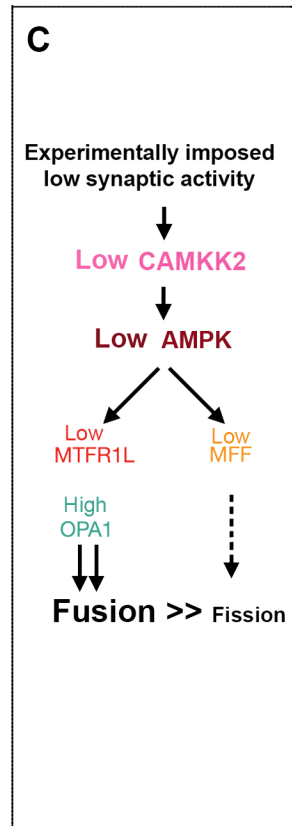 C
Experimentally imposed
low synaptic activity
Low CAMKK2
Low AMPK
Low
MTFR1L
Low
MFF
High
OPA1
Fusion >> Fission